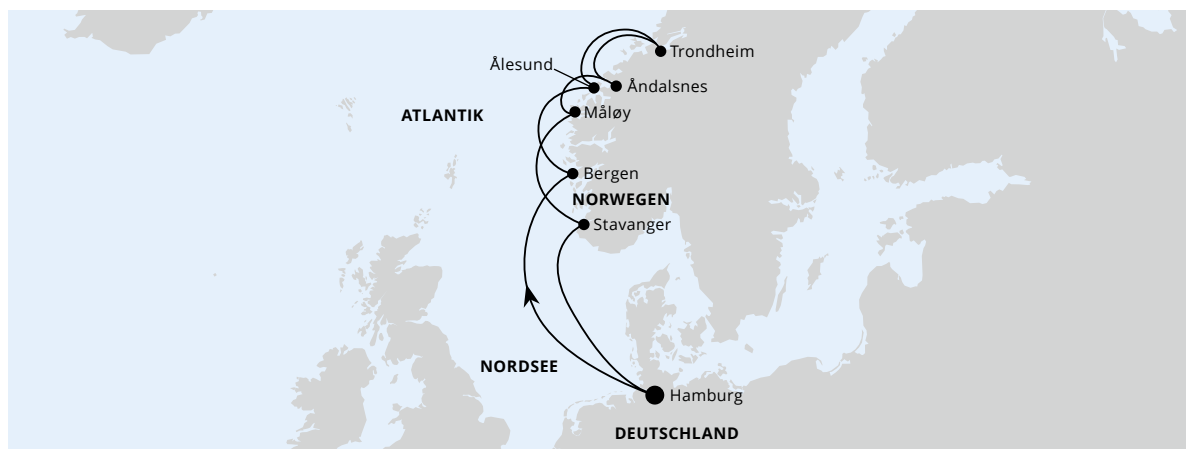 Trondheim
Ålesund
Åndalsnes
ATLANTIK
Måløy
Bergen
NORWEGEN
Stavanger
NORDSEE
Hamburg
DEUTSCHLAND